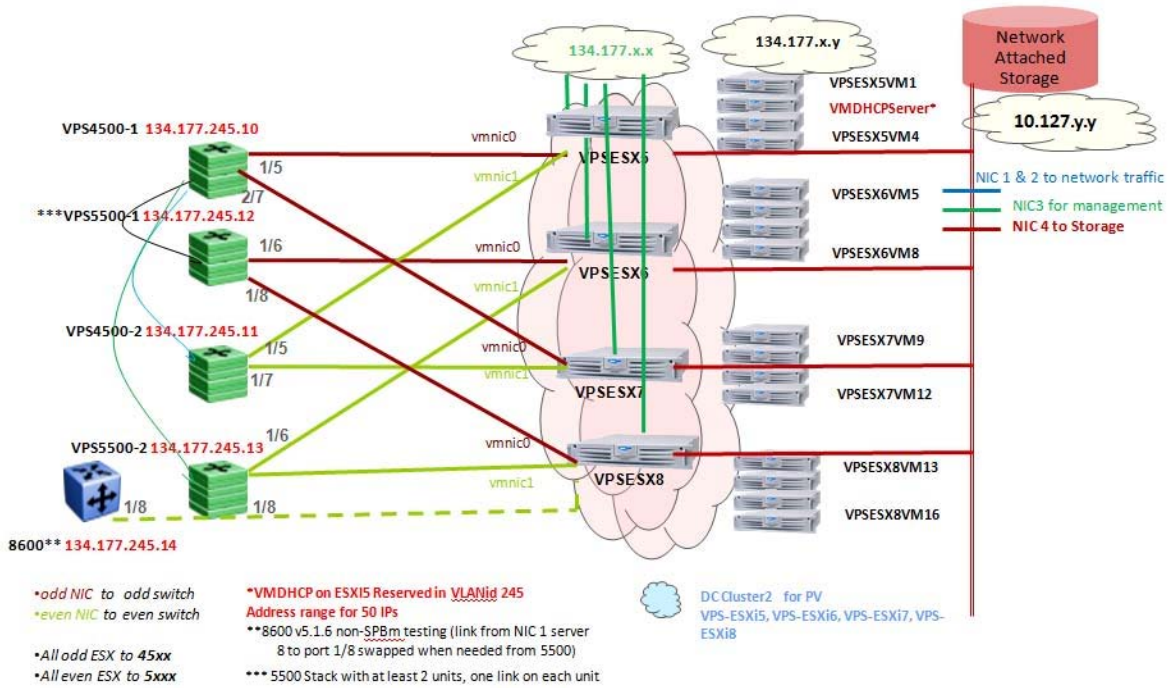 134.177.x.x
134.177.x.y
Network
Attached
Storage
10.127.y.y
VPSESX5VM1
VMDHCPServer*
VPSESX5VM4
VPS4500-1 134.177.245.10
vmnic0
1/5
VPSESX5
vmnic1
2/7
NIC 1 & 2 to network traffic
VPSESX6VM5
NIC3 for management
***VPS5500-1 134.177.245.12
NIC 4 to Storage
1/6
vmnic0
VPSESX6VM8
VPSESX6
vmnic1
1/8
VPS4500-2 134.177.245.11
VPSESX7VM9
1/5
vmnic0
vmnic1
1/7
VPSESX7
VPSESX7VM12
1/6
VPS5500-2 134.177.245.13
vmnic0
VPSESX8VM13
vmnic1
VPSESX8
1/8
1/8
VPSESX8VM16
8600** 134.177.245.14
•odd NIC to odd switch
•even NIC to even switch
•All odd ESX to 45xx
•All even ESX to 5xxx
*VMDHCP on ESXI5 Reserved in VLANid 245
Address range for 50 IPs
**8600 v5.1.6 non-SPBm testing (link from NIC 1 server
8 to port 1/8 swapped when needed from 5500)
*** 5500 Stack with at least 2 units, one link on each unit
DC Cluster2 for PV
VPS-ESXi5, VPS-ESXi6, VPS-ESXi7, VPS-
ESXi8